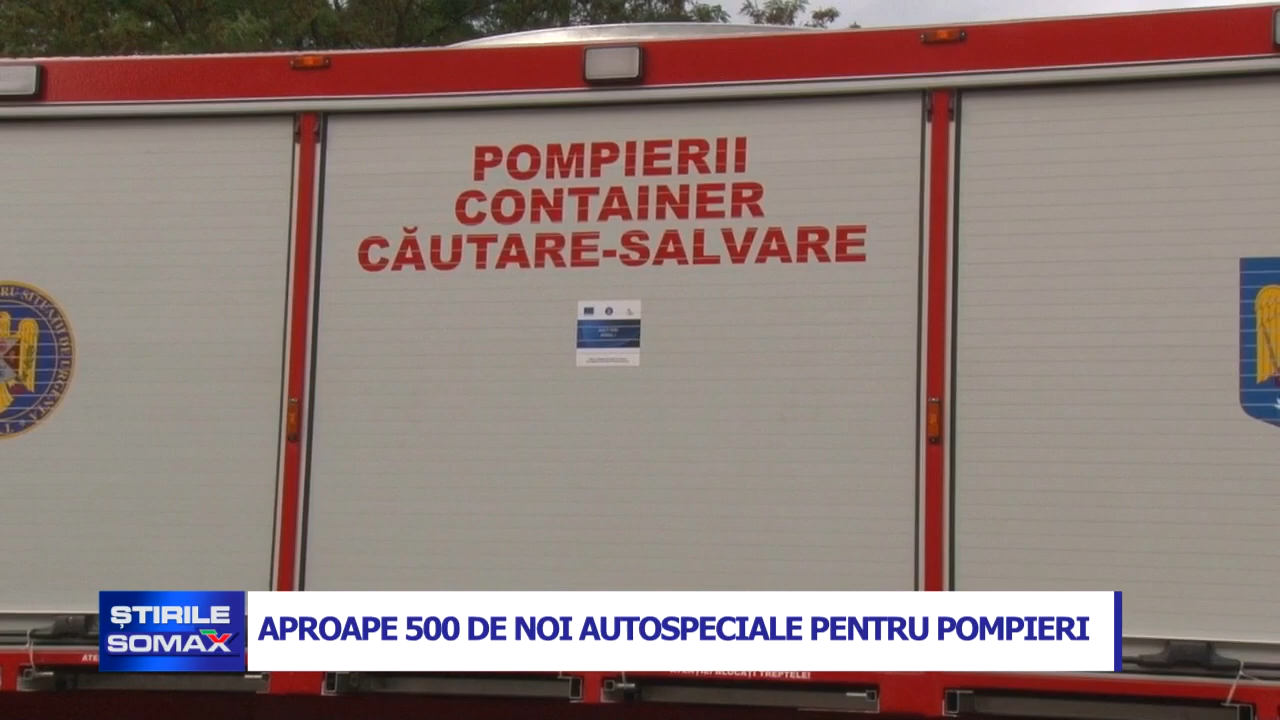 POMPIERII
CONTAINER
CĂUTARE-SALVARE
ȘTIRILE
SOMAX
APROAPE 500 DE NOI AUTOSPECIALE PENTRU POMPIERI